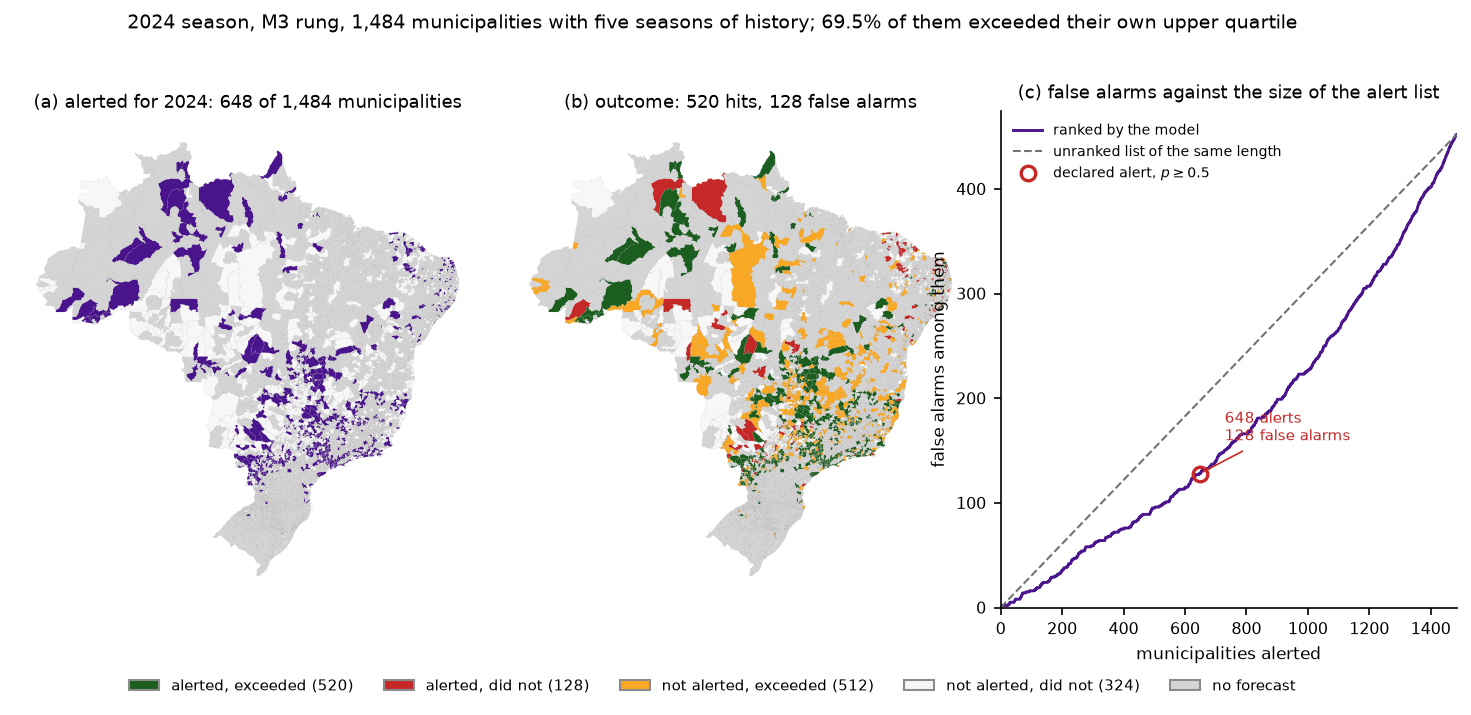 2024 season, M3 rung, 1,484 municipalities with five seasons of history; 69.5% of them exceeded their own upper quartile
(a) alerted for 2024: 648 of 1,484 municipalities
(b) outcome: 520 hits, 128 false alarms
(c) false alarms against the size of the alert list
ranked by the model
unranked list of the same length
declared alert, p ≥ 0.5
false alarms among them
400
300
200
100
0
648 alerts
128 false alarms
0 200 400 600 800 1000 1200 1400
municipalities alerted
alerted, exceeded (520)
alerted, did not (128)
not alerted, exceeded (512)
not alerted, did not (324)
no forecast